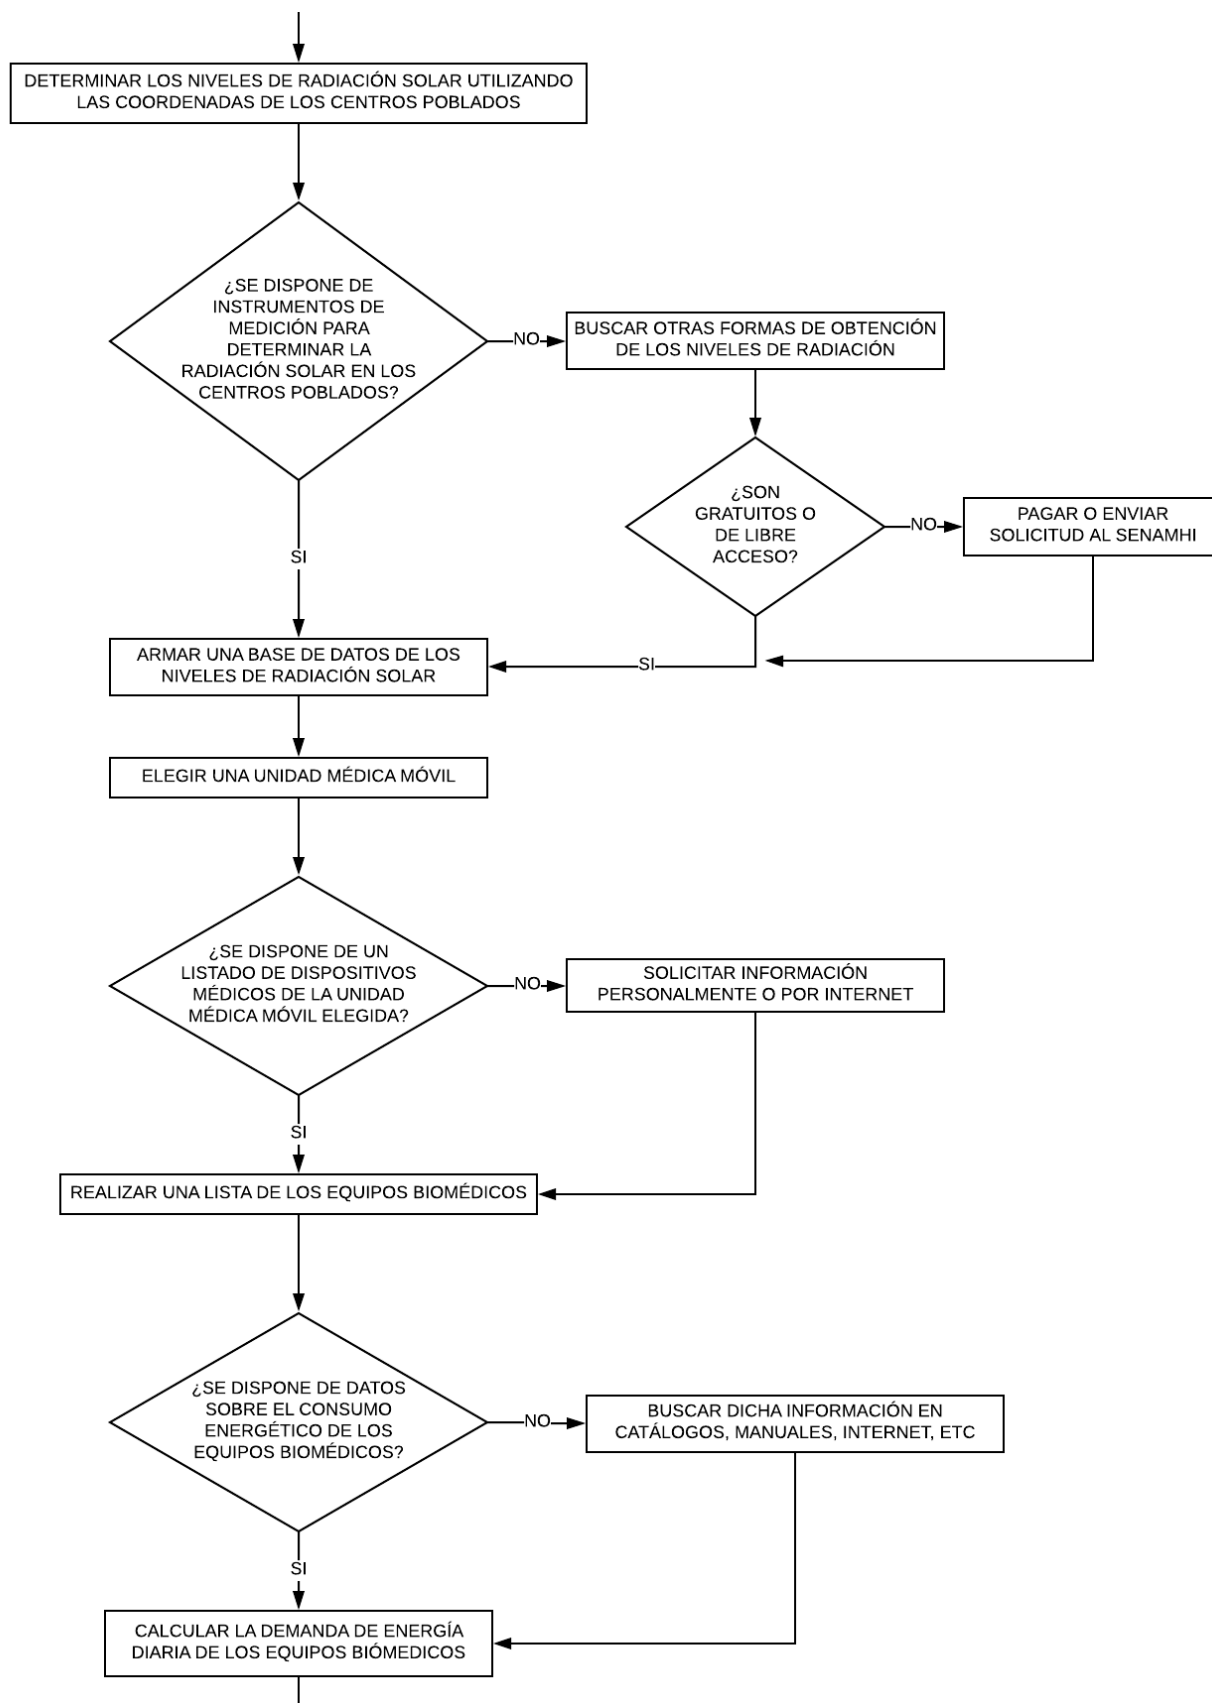 DETERMINAR LOS NIVELES DE RADIACIÓN SOLAR UTILIZANDO
LAS COORDENADAS DE LOS CENTROS POBLADOS
¿SE DISPONE DE
INSTRUMENTOS DE
MEDICIÓN PARA
DETERMINAR LA
RADIACIÓN SOLAR EN LOS
CENTROS POBLADOS?
NO
BUSCAR OTRAS FORMAS DE OBTENCIÓN
DE LOS NIVELES DE RADIACIÓN
¿SON
GRATUITOS O
DE LIBRE
ACCESO?
NO
PAGAR O ENVIAR
SOLICITUD AL SENAMHI
SI
SI
ARMAR UNA BASE DE DATOS DE LOS
NIVELES DE RADIACIÓN SOLAR
ELEGIR UNA UNIDAD MÉDICA MÓVIL
¿SE DISPONE DE UN
LISTADO DE DISPOSITIVOS
MÉDICOS DE LA UNIDAD
MÉDICA MÓVIL ELEGIDA?
NO
SOLICITAR INFORMACIÓN
PERSONALMENTE O POR INTERNET
SI
REALIZAR UNA LISTA DE LOS EQUIPOS BIOMÉDICOS
¿SE DISPONE DE DATOS
SOBRE EL CONSUMO
ENERGÉTICO DE LOS
EQUIPOS BIOMÉDICOS?
NO
BUSCAR DICHA INFORMACIÓN EN
CATÁLOGOS, MANUALES, INTERNET, ETC
SI
CALCULAR LA DEMANDA DE ENERGÍA
DIARIA DE LOS EQUIPOS BIÓMEDICOS